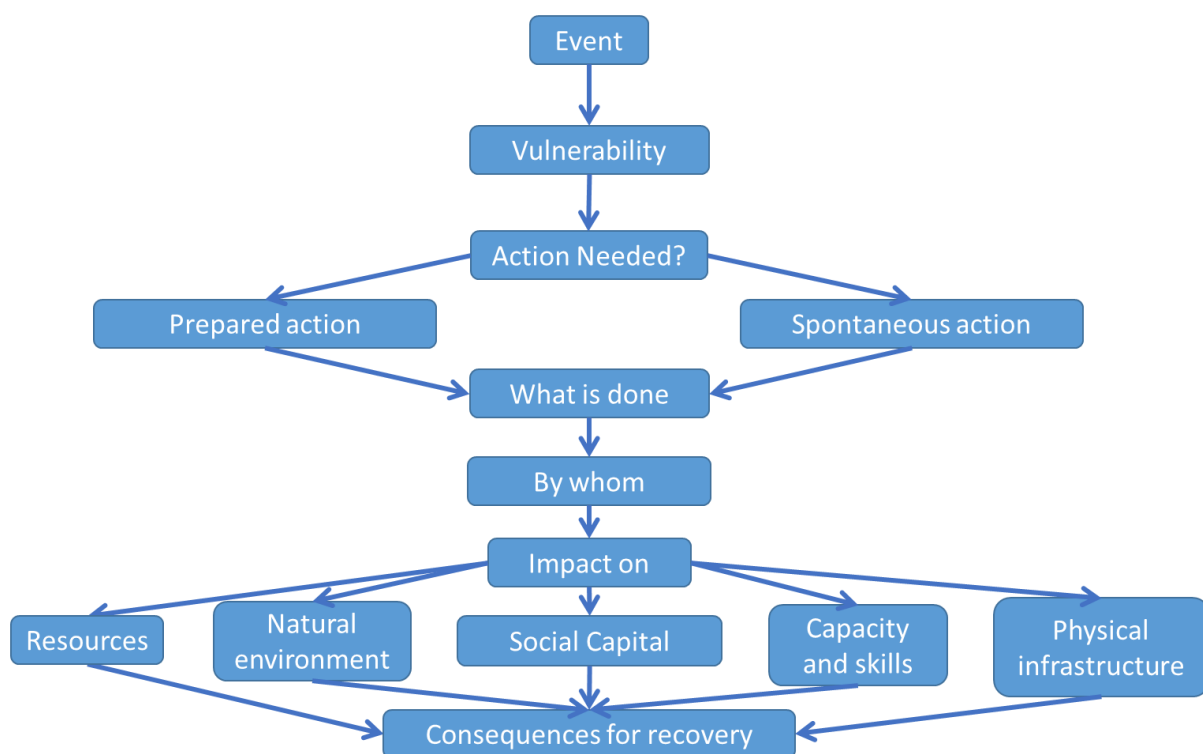 Event
Vulnerability
Action Needed?
Prepared action
Spontaneous action
What is done
By whom
Impact on
Resources
Natural
environment
Social Capital
Capacity
and skills
Physical
infrastructure
Consequences for recovery